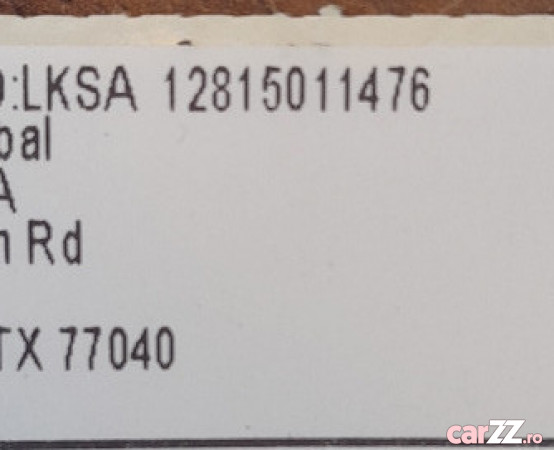 :LKSA 12815011476
bal
A
n Rd
TX 77040
carZZ.ro